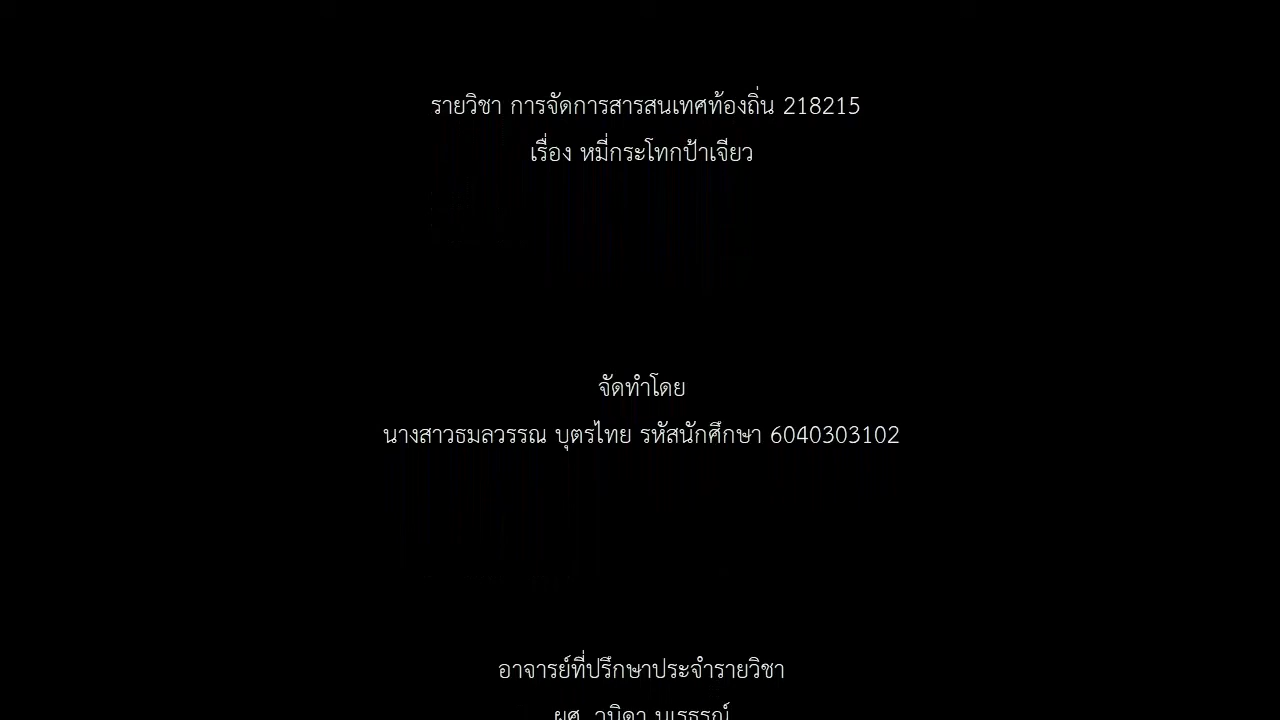 รายวิชา การจัดการสารสนเทศท้องถิ่น 218215
เรื่อง หมี่กระโทกป้าเจียว
จัดทำโดย
นางสาวธมลวรรณ บุตรไทย รหัสนักศึกษา 6040303102
อาจารย์ที่ปรึกษาประจำรายวิชา
ผศ.